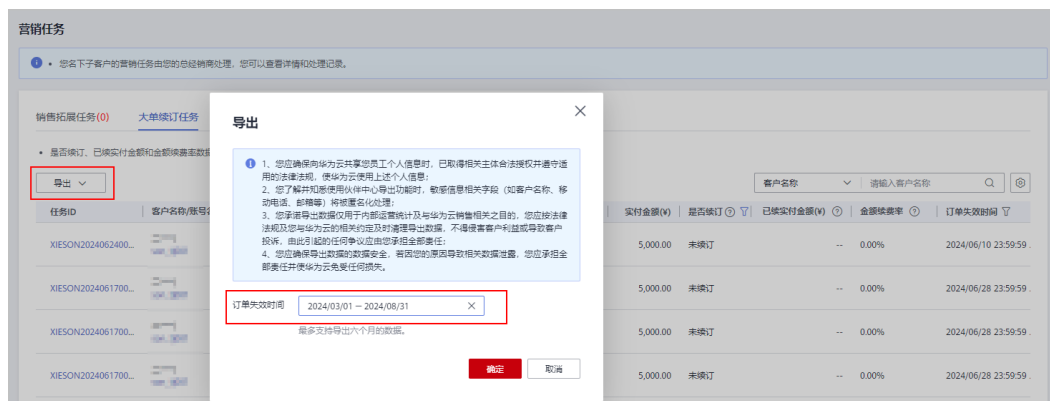 营销任务
• 您名下子客户的营销任务由您的总经销商处理，您可以查看详情和处理记录。
销售拓展任务(0) 大单续订任务
• 是否续订、已续实付金额和金额续费率数据
导出
客户名称 请输入客户名称
任务ID 客户名称/账号名 实付金额(¥) 是否续订 已续实付金额(¥) 金额续费率 订单失效时间
XIESON2024062400... 5,000.00 未续订 -- 0.00% 2024/06/10 23:59:59
XIESON2024061700... 5,000.00 未续订 -- 0.00% 2024/06/28 23:59:59
XIESON2024061700... 5,000.00 未续订 -- 0.00% 2024/06/28 23:59:59
XIESON2024061700... 5,000.00 未续订 -- 0.00% 2024/06/28 23:59:59
导出
1、您应确保向华为云共享您员工个人信息时，已取得相关主体合法授权并遵守适
用的法律法规，使华为云使用上述个人信息；
2、您了解并知悉使用伙伴中心导出功能时，敏感信息相关字段（如客户名称、移
动电话、邮箱等）将被匿名化处理；
3、您承诺导出数据仅用于内部运营统计及与华为云销售相关之目的，您应按法律
法规及您与华为云的相关约定及时清理导出数据，不得侵害客户利益或导致客户
投诉，由此引起的任何争议应由您承担全部责任；
4、您应确保导出数据的数据安全，若因您的原因导致相关数据泄露，您应承担全
部责任并使华为云免受任何损失。
订单失效时间 2024/03/01 – 2024/08/31
最多支持导出六个月的数据。
确定 取消